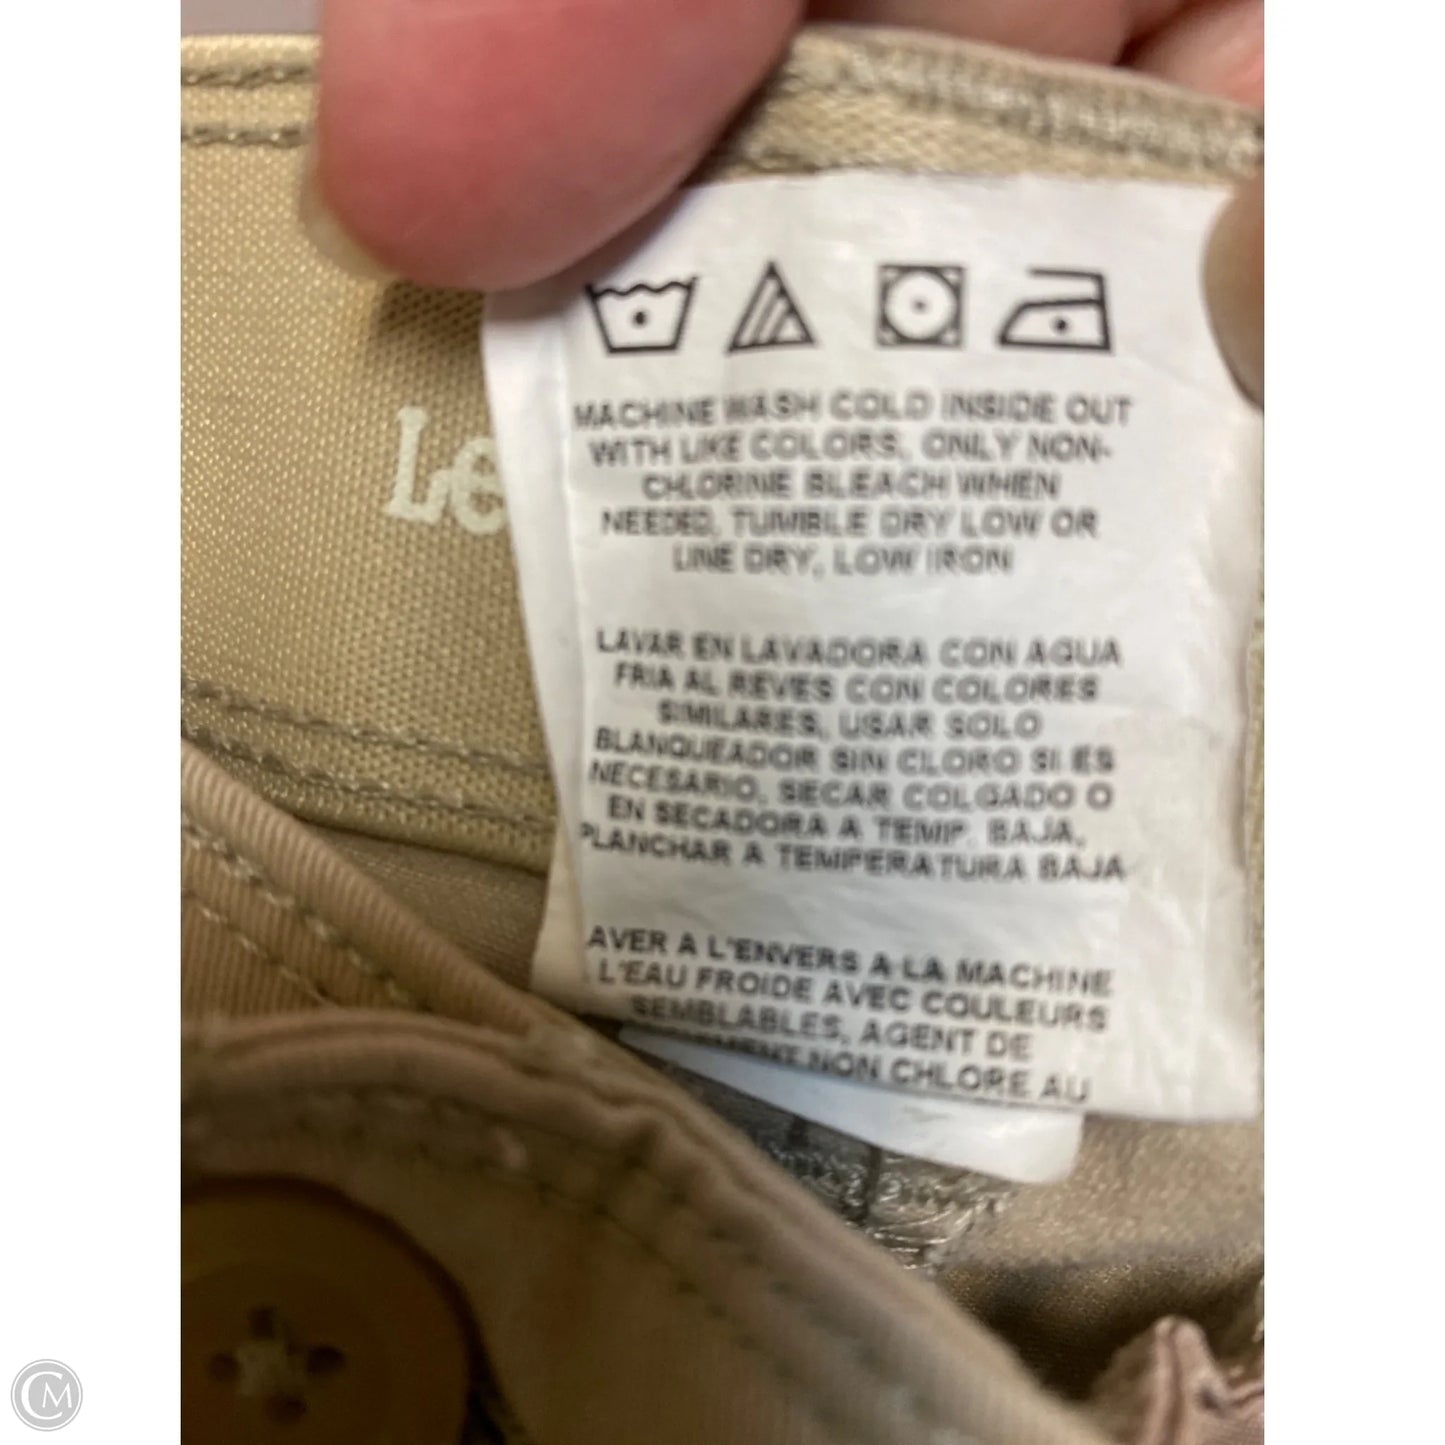 Le
MACHINE WASH COLD INSIDE OUT
WITH LIKE COLORS, ONLY NON-
CHLORINE BLEACH WHEN
NEEDED, TUMBLE DRY LOW OR
LINE DRY, LOW IRON
LAVAR EN LAVADORA CON AGUA
FRIA AL REVES CON COLORES
SIMILARES, USAR SOLO
BLANQUEADOR SIN CLORO SI ES
NECESARIO, SECAR COLGADO O
EN SECADORA A TEMP. BAJA,
PLANCHAR A TEMPERATURA BAJA
AVER A L'ENVERS A LA MACHINE
L'EAU FROIDE AVEC COULEURS
SEMBLABLES, AGENT DE
NON CHLORE AU
CM